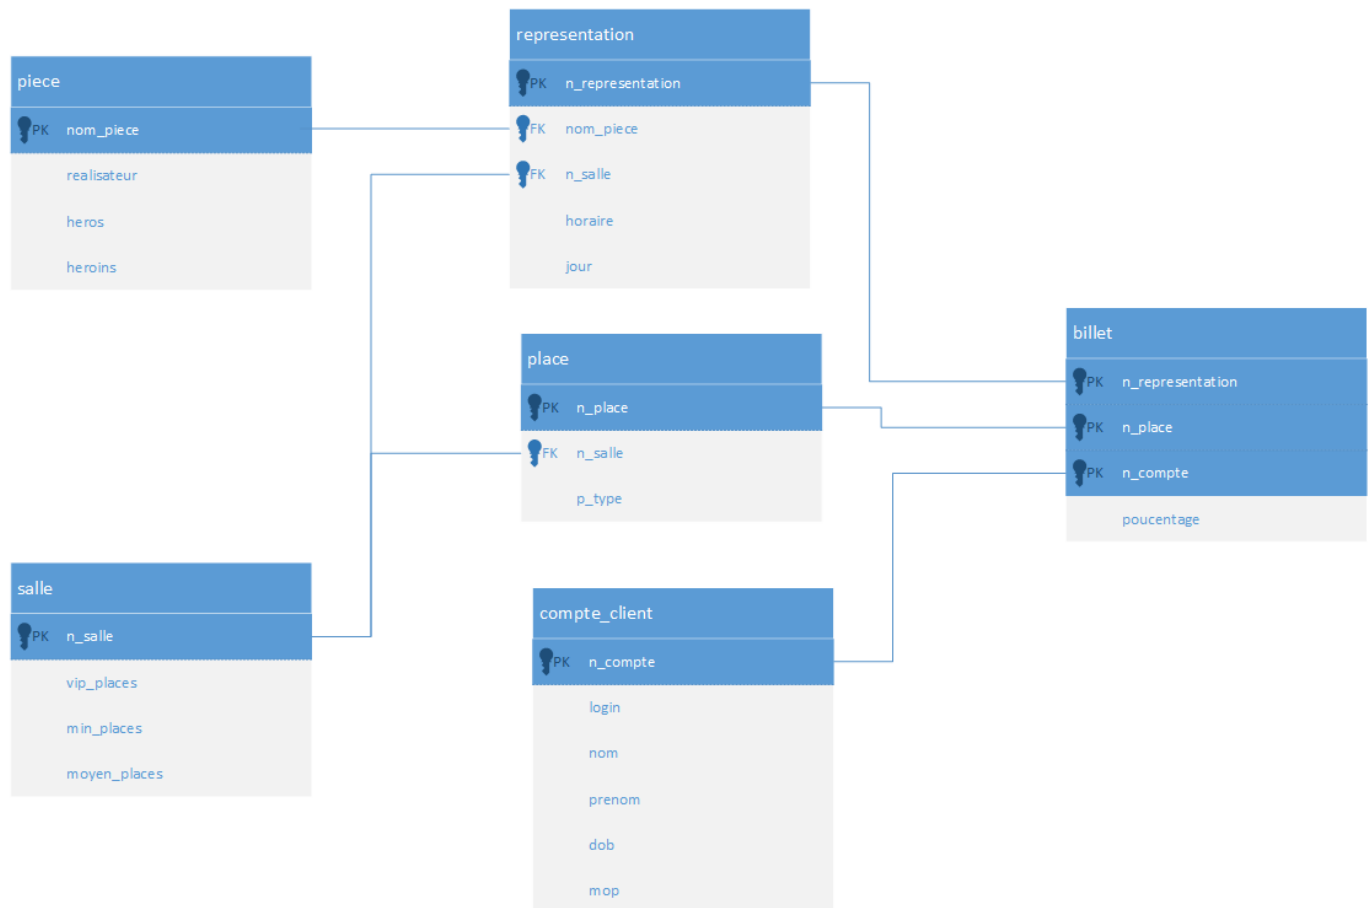 piece
PK nom_piece
realisateur
heros
heroins
representation
PK n_representation
FK nom_piece
FK n_salle
horaire
jour
place
PK n_place
FK n_salle
p_type
billet
PK n_representation
PK n_place
PK n_compte
poucentage
salle
PK n_salle
vip_places
min_places
moyen_places
compte_client
PK n_compte
login
nom
prenom
dob
mop